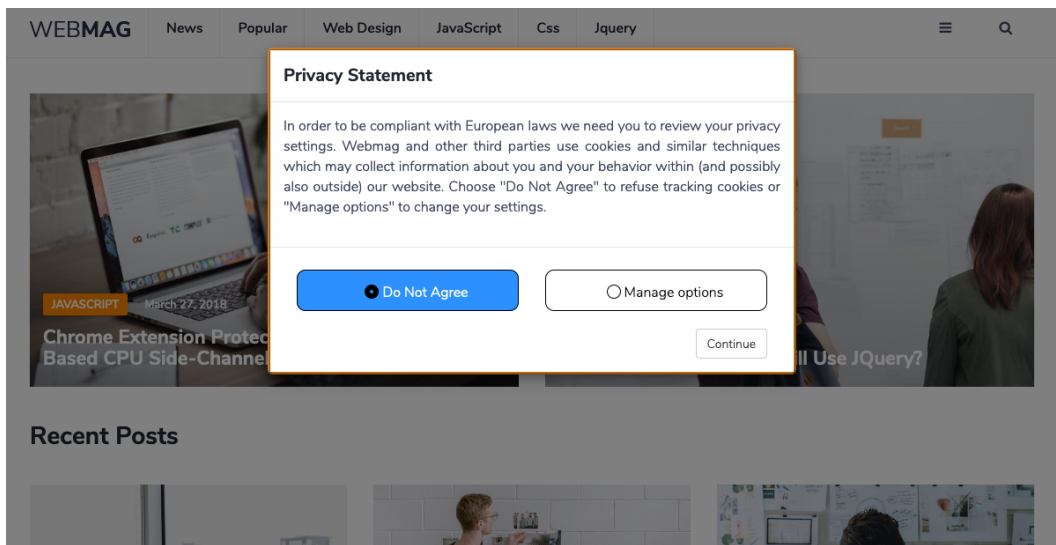 WEBMAG
News
Popular
Web Design
JavaScript
Css
Jquery
Privacy Statement
In order to be compliant with European laws we need you to review your privacy
settings. Webmag and other third parties use cookies and similar techniques
which may collect information about you and your behavior within (and possibly
also outside) our website. Choose "Do Not Agree" to refuse tracking cookies or
"Manage options" to change your settings.
Do Not Agree
Manage options
Continue
JAVASCRIPT
March 27, 2018
Chrome Extension
Based CPU Side-Channel
Use JQuery?
Recent Posts